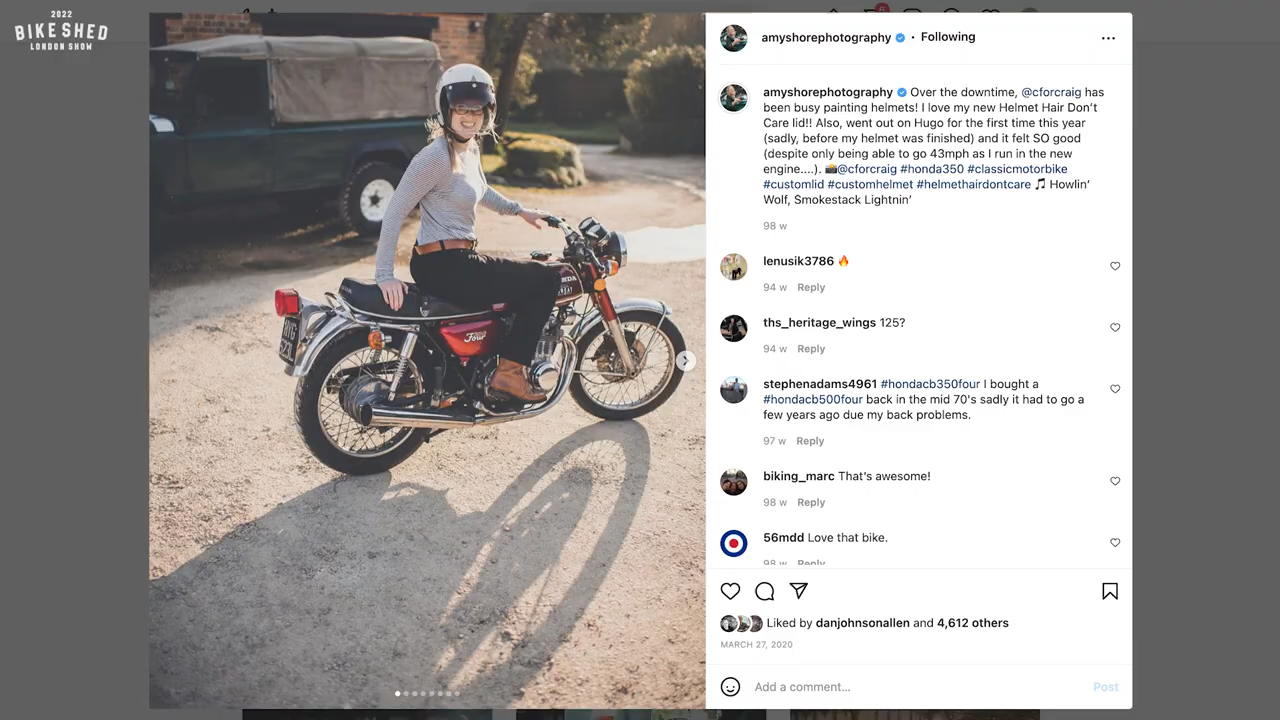 2022
BIKE SHED
LONDON SHOW
amyshorephotography • Following
amyshorephotography Over the downtime, @cforcraig has
been busy painting helmets! I love my new Helmet Hair Don't
Care lid!! Also, went out on Hugo for the first time this year
(sadly, before my helmet was finished) and it felt SO good
(despite only being able to go 43mph as I run in the new
engine....). 📸@cforcraig #honda350 #classicmotorbike
#customlid #customhelmet #helmethairdontcare 🎵 Howlin'
Wolf, Smokestack Lightnin'
98 w
lenusik3786 🔥
94 w Reply
ths_heritage_wings 125?
94 w Reply
stephenadams4961 #hondacb350four I bought a
#hondacb500four back in the mid 70's sadly it had to go a
few years ago due my back problems.
97 w Reply
biking_marc That's awesome!
98 w Reply
56mdd Love that bike.
98 w Reply
Liked by danjohnsonallen and 4,612 others
MARCH 27, 2020
Add a comment...
Post
Four